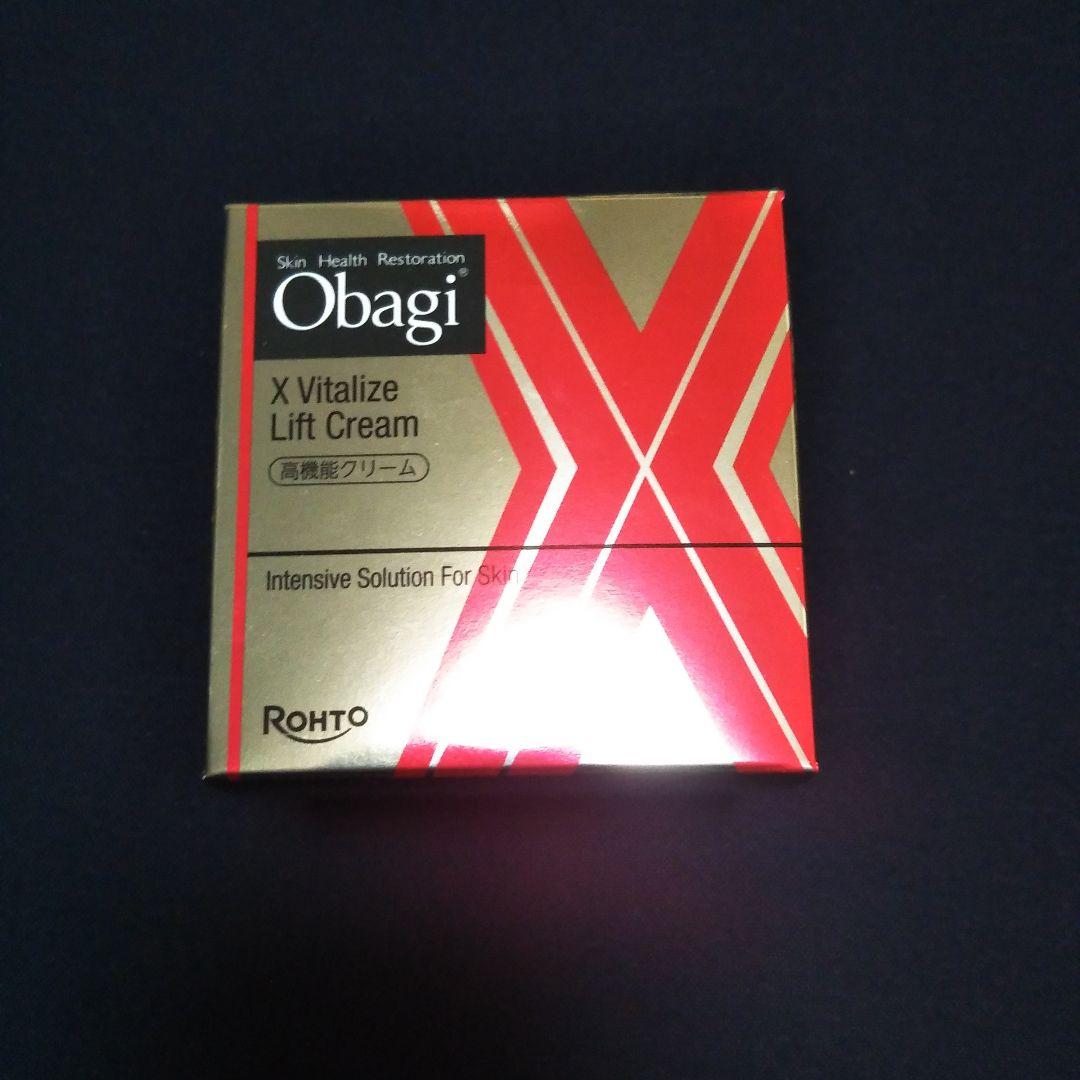 Skin Health Restoration
Obagi®
X Vitalize
Lift Cream
高機能クリーム
Intensive Solution For Skin
ROHTO